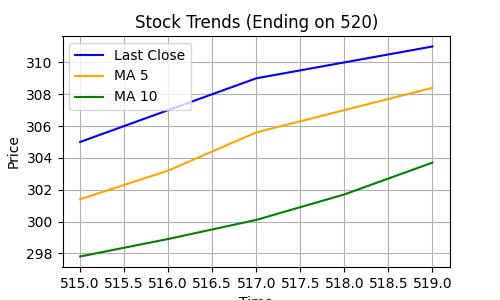 Stock Trends (Ending on 520)
Last Close
MA 5
MA 10
Price
310
308
306
304
302
300
298
515.0 515.5 516.0 516.5 517.0 517.5 518.0 518.5 519.0
Time